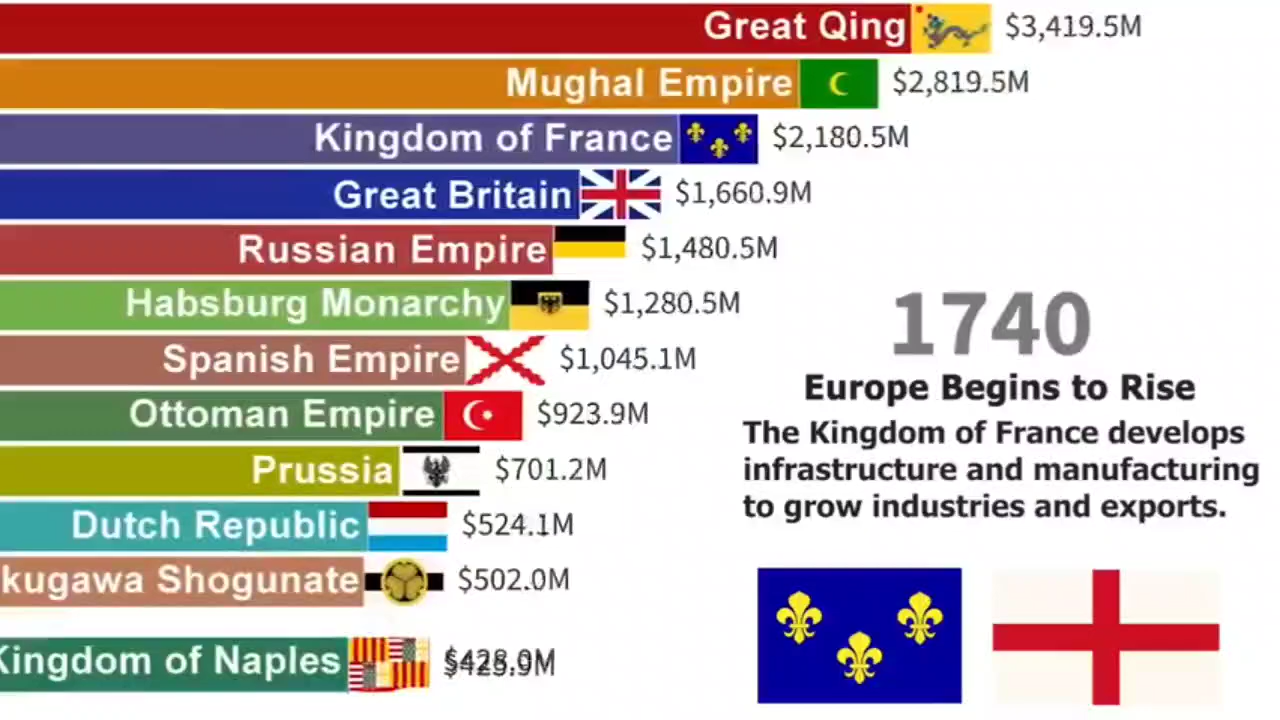 Great Qing $3,419.5M
Mughal Empire $2,819.5M
Kingdom of France $2,180.5M
Great Britain $1,660.9M
Russian Empire $1,480.5M
Habsburg Monarchy $1,280.5M
Spanish Empire $1,045.1M
Ottoman Empire $923.9M
Prussia $701.2M
Dutch Republic $524.1M
kugawa Shogunate $502.0M
Kingdom of Naples
1740
Europe Begins to Rise
The Kingdom of France develops
infrastructure and manufacturing
to grow industries and exports.